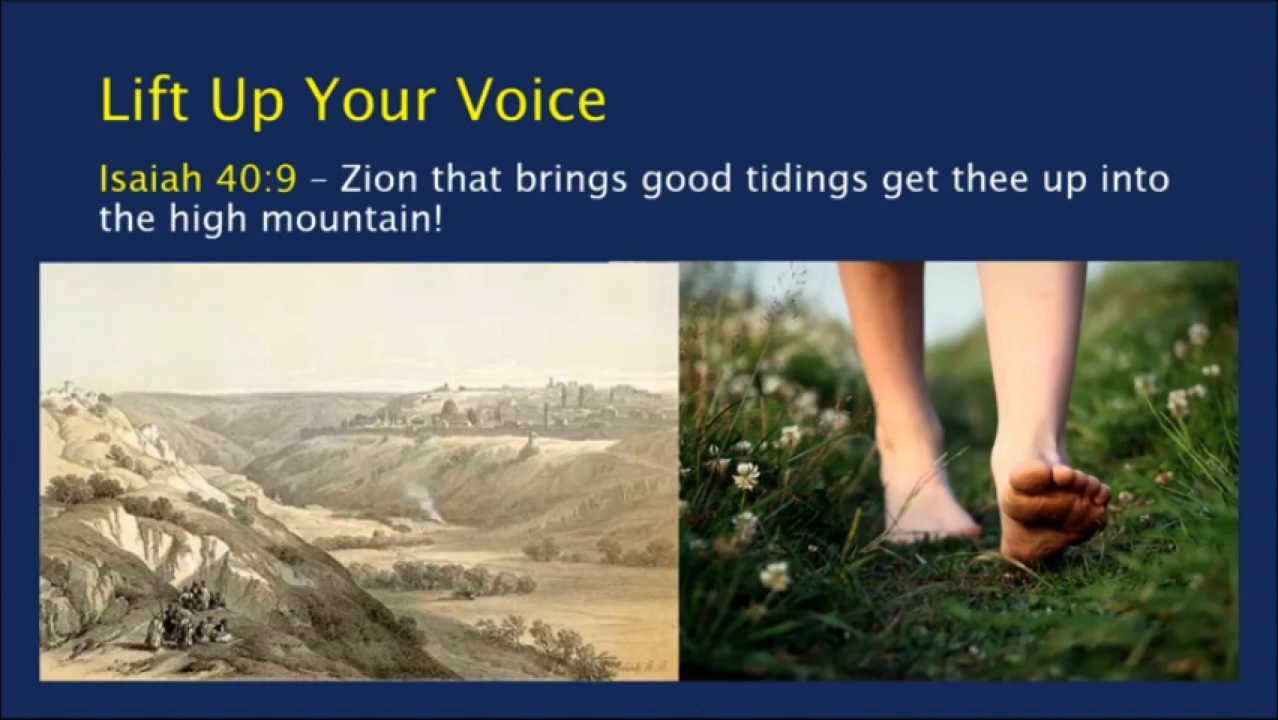 Lift Up Your Voice
Isaiah 40:9 – Zion that brings good tidings get thee up into
the high mountain!